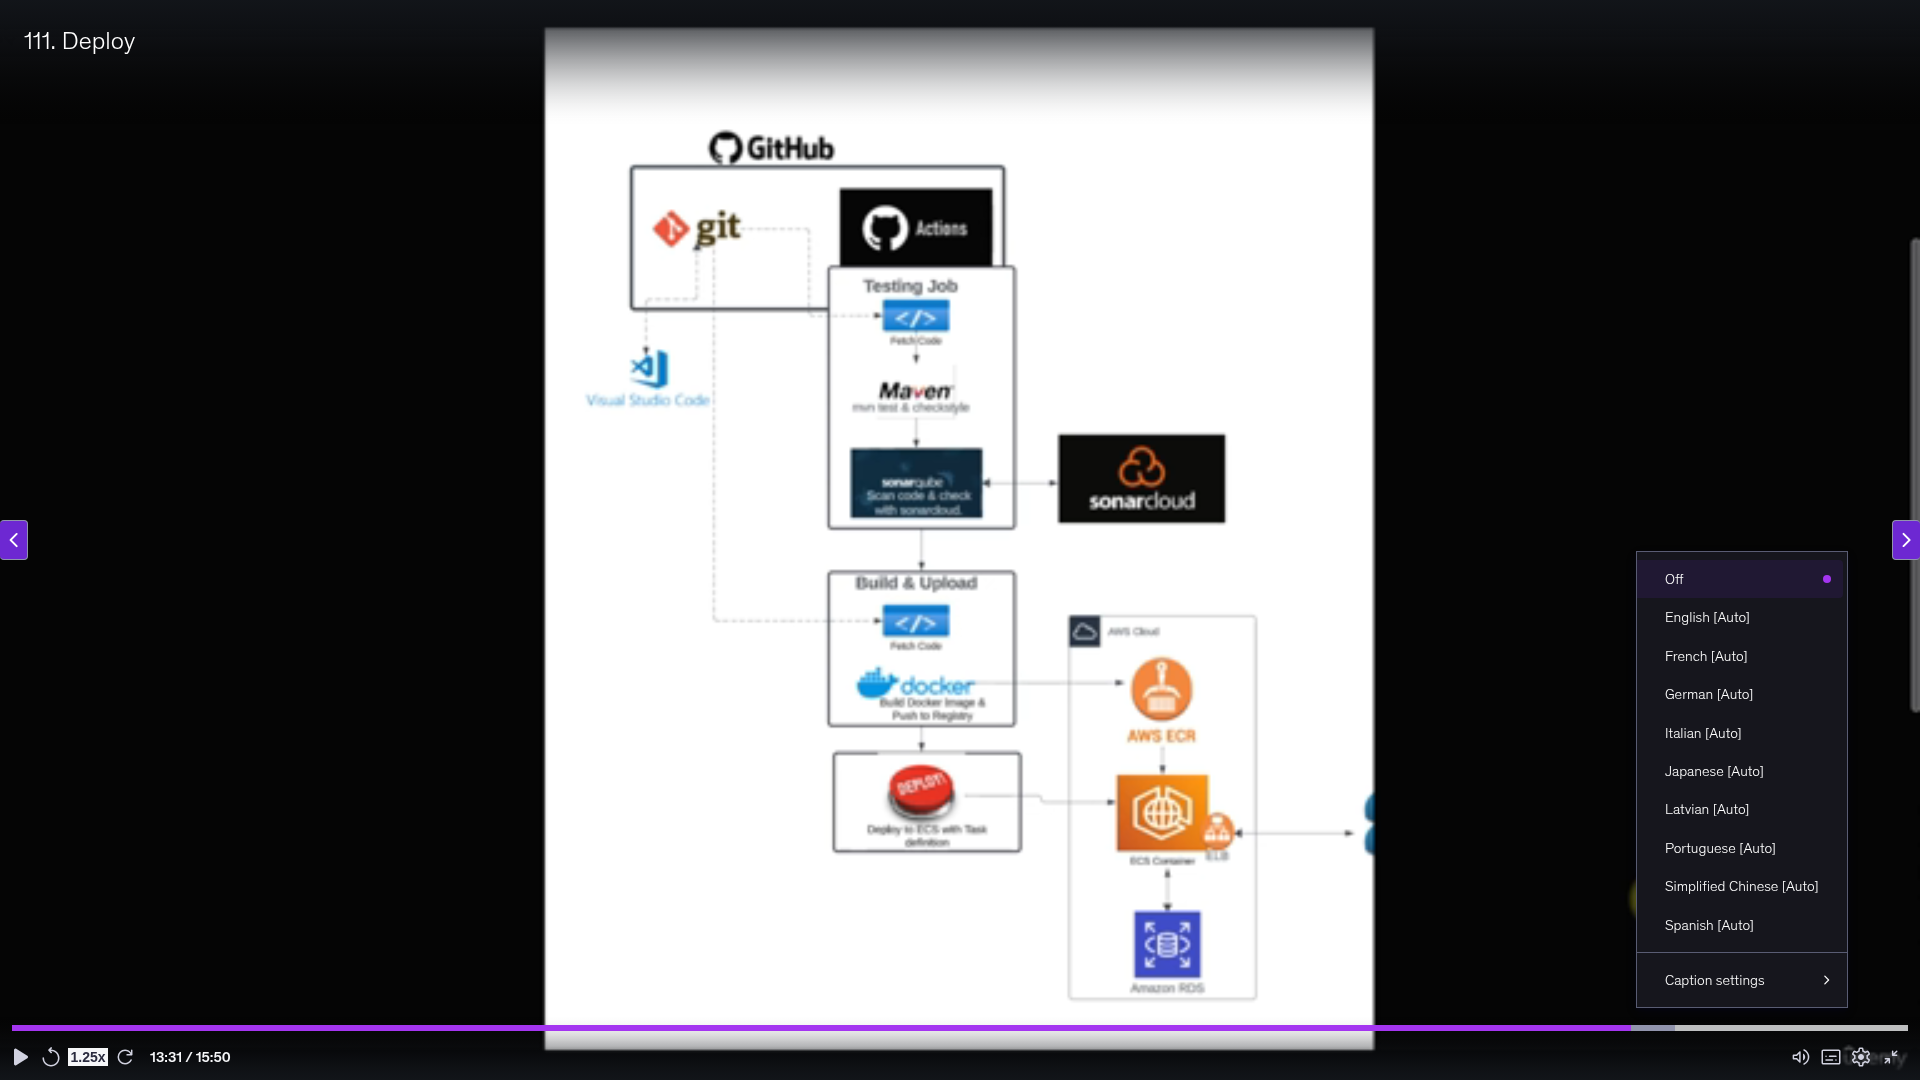 111. Deploy
GitHub
git
Actions
Testing Job
</>
Fetch Code
Visual Studio Code
Maven
mvn test & checkstyle
sonarqube
Scan code & check
with sonarcloud.
sonarcloud
Build & Upload
</>
Fetch Code
AWS Cloud
docker
Build Docker Image &
Push to Registry
AWS ECR
DEPLOY!
Deploy to ECS with Task
definition
ECS Container
ELB
Amazon RDS
Off
English [Auto]
French [Auto]
German [Auto]
Italian [Auto]
Japanese [Auto]
Latvian [Auto]
Portuguese [Auto]
Simplified Chinese [Auto]
Spanish [Auto]
Caption settings
1.25x
13:31 / 15:50